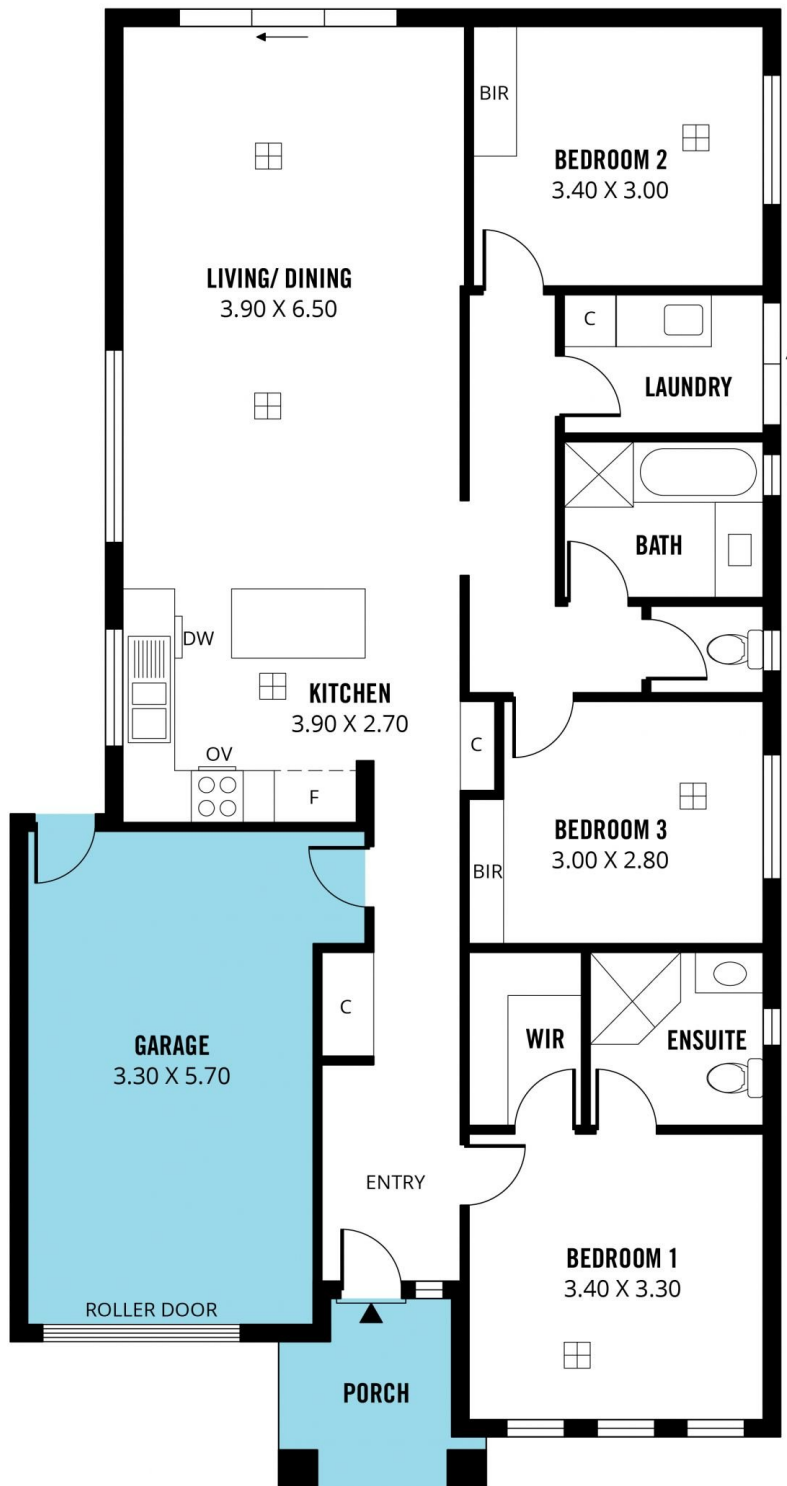 BIR
BEDROOM 2
3.40 X 3.00
LIVING/ DINING
3.90 X 6.50
C
LAUNDRY
BATH
DW
KITCHEN
3.90 X 2.70
OV
F
C
BEDROOM 3
3.00 X 2.80
BIR
C
GARAGE
3.30 X 5.70
WIR
ENSUITE
ENTRY
BEDROOM 1
3.40 X 3.30
ROLLER DOOR
PORCH